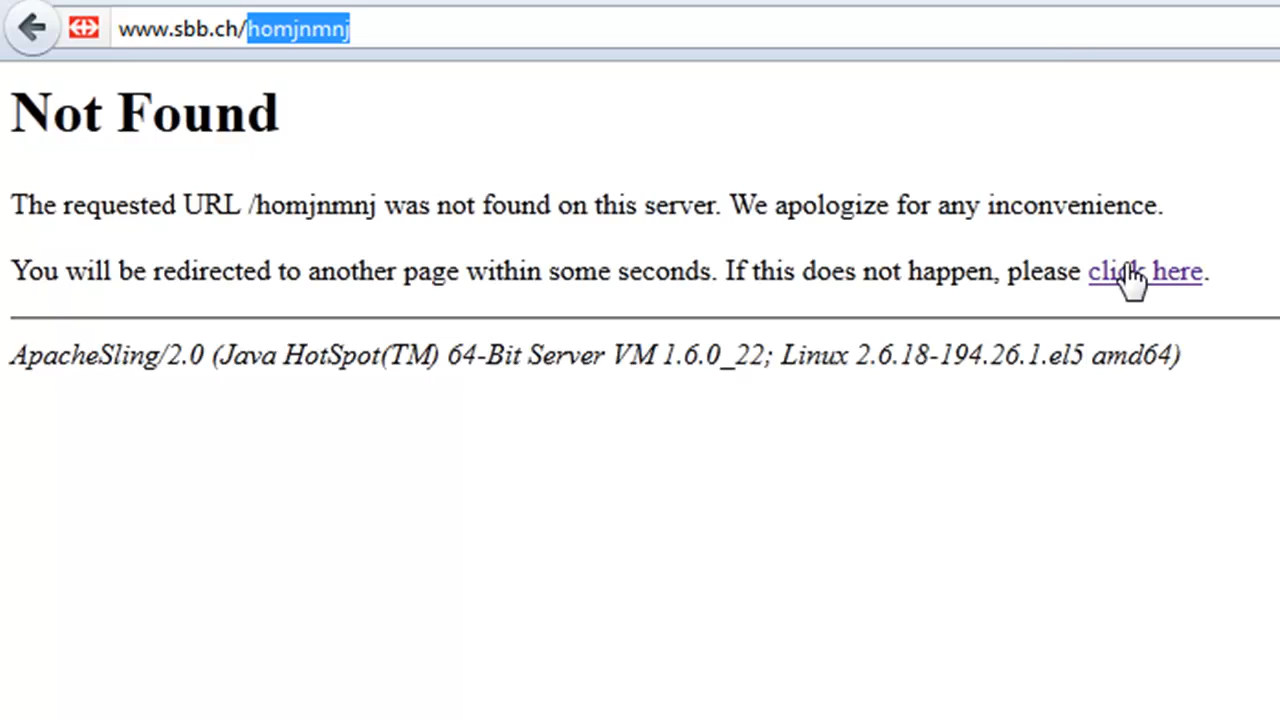 www.sbb.ch/homjnmnj
Not Found
The requested URL /homjnmnj was not found on this server. We apologize for any inconvenience.
You will be redirected to another page within some seconds. If this does not happen, please click here.
ApacheSling/2.0 (Java HotSpot(TM) 64-Bit Server VM 1.6.0_22; Linux 2.6.18-194.26.1.el5 amd64)